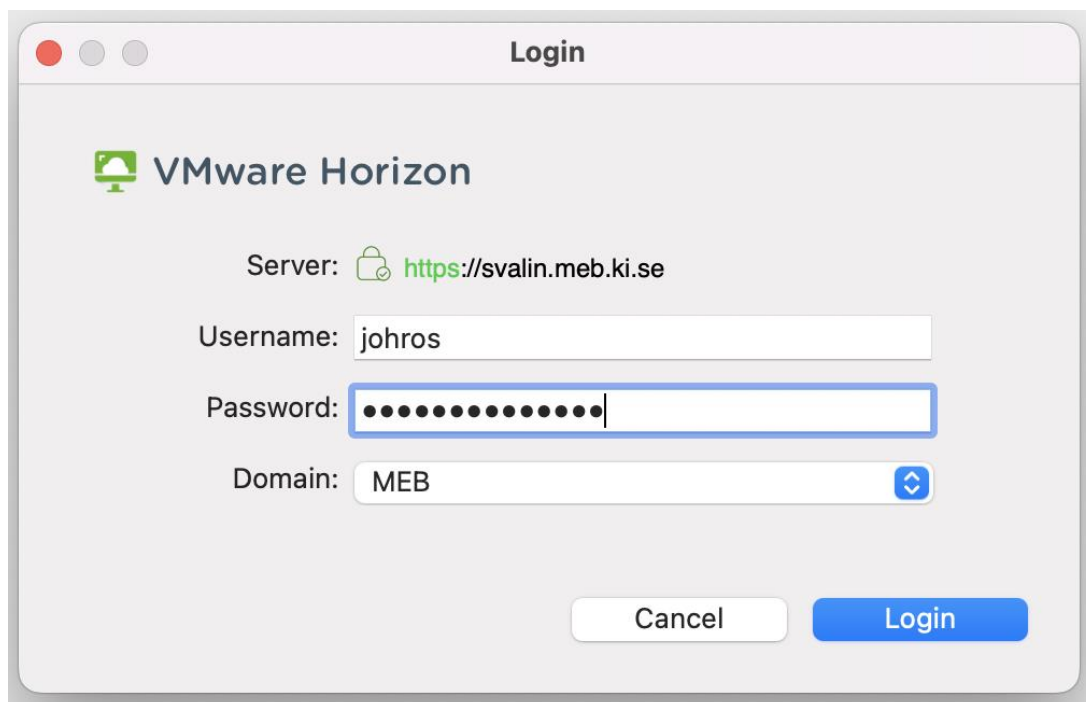 Login
VMware Horizon
Server: https://svalin.meb.ki.se
Username: johros
Password: ••••••••••••••
Domain: MEB
Cancel Login